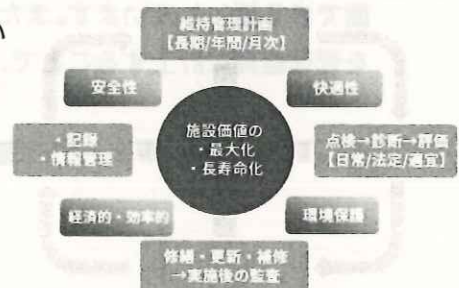 維持管理計画
【長期/年間/月次】
安全性
快適性
施設価値の
・最大化
・長寿命化
・記録
・情報管理
点検→診断→評価
【日常/法定/適宜】
経済的・効率的
環境保護
修繕・更新・補修
→実施後の監査